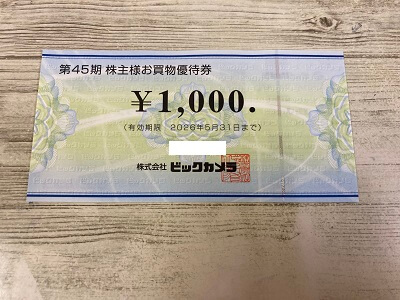 第45期 株主様お買物優待券
¥1,000.
(有効期限 2026年5月31日まで)
株式会社 ビックカメラ